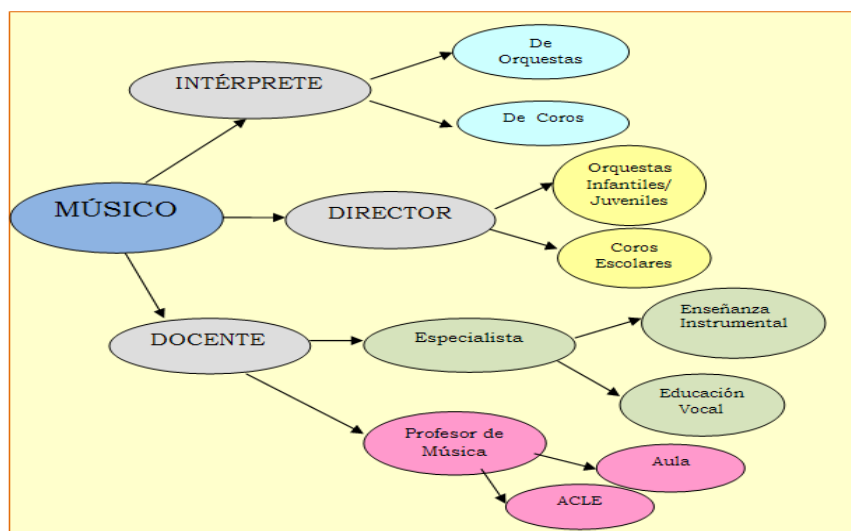 De
Orquestas
INTÉRPRETE
De Coros
Orquestas
Infantiles/
Juveniles
MÚSICO
DIRECTOR
Coros
Escolares
Enseñanza
Instrumental
DOCENTE
Especialista
Educación
Vocal
Profesor de
Música
Aula
ACLE